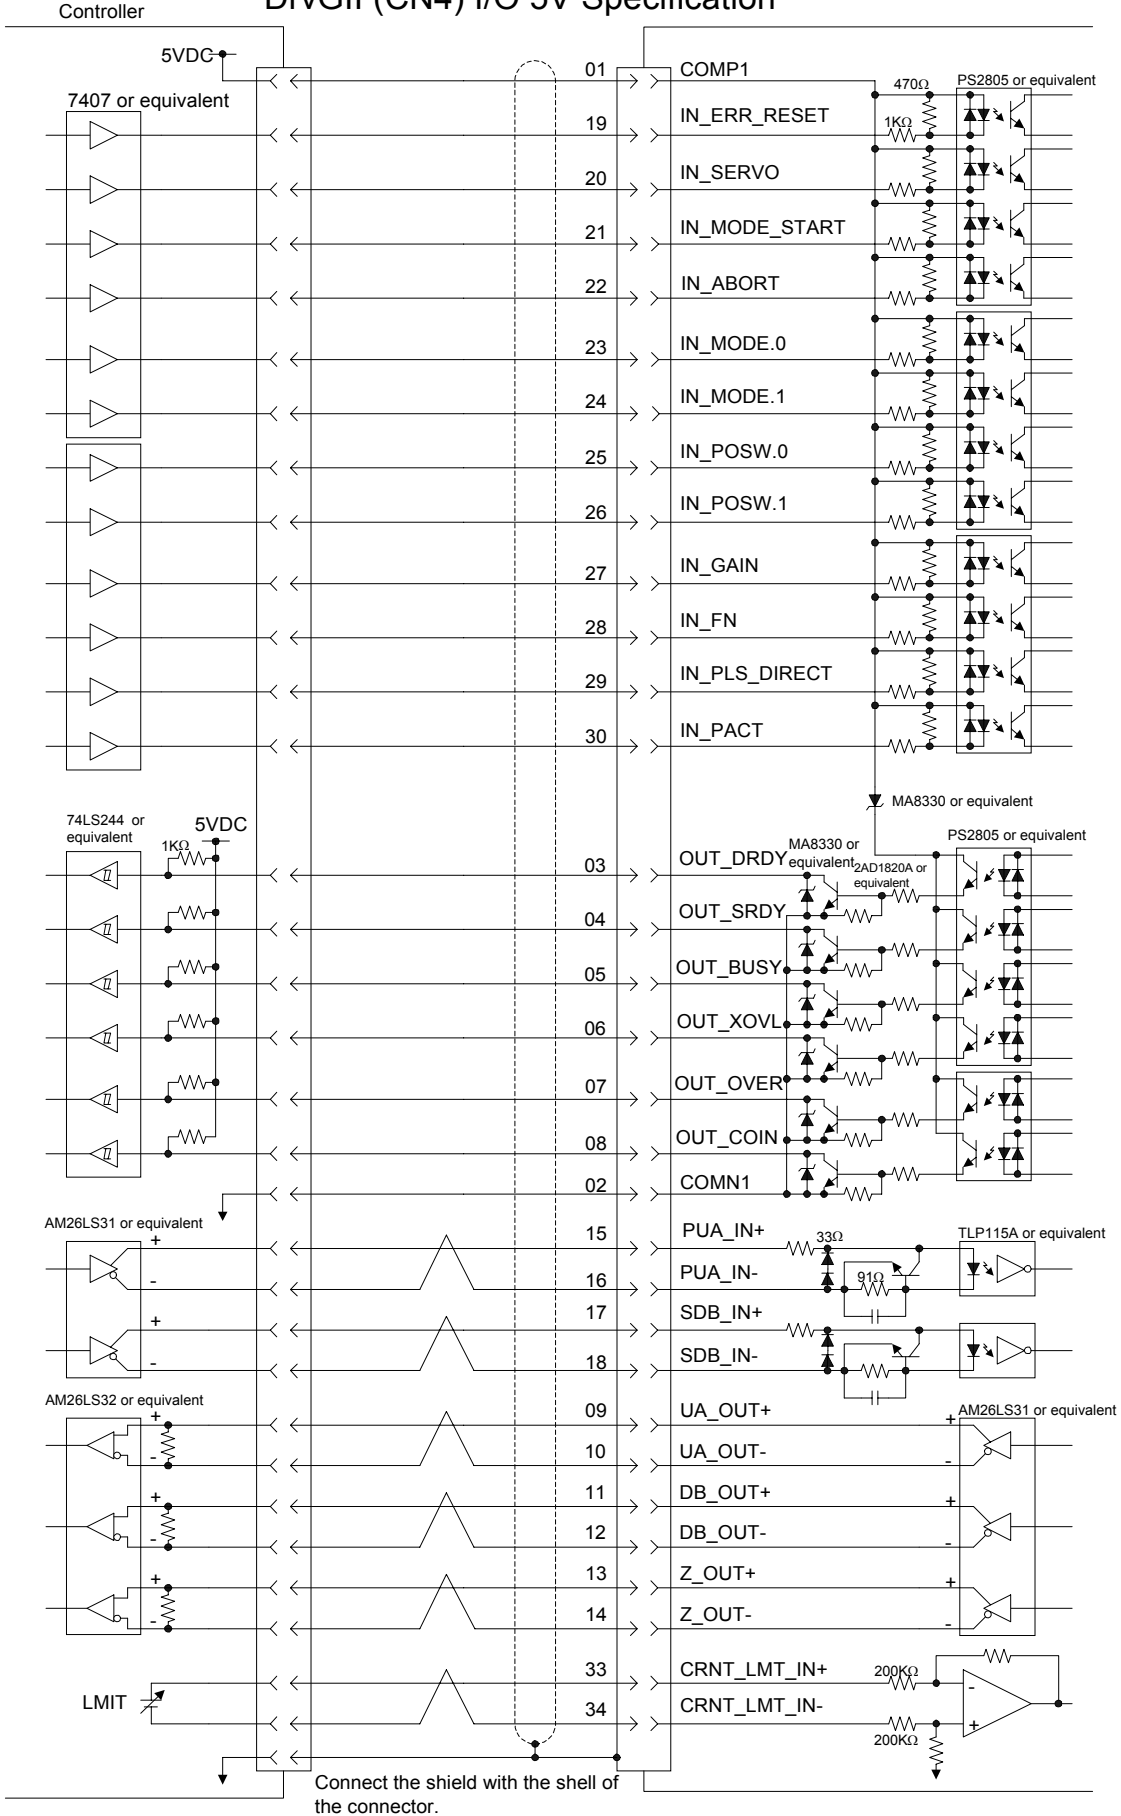 DrvGII (CN4) I/O 5V Specification
Controller
5VDC
01 COMP1
470Ω
PS2805 or equivalent
7407 or equivalent
19 IN_ERR_RESET
1KΩ
20 IN_SERVO
21 IN_MODE_START
22 IN_ABORT
23 IN_MODE.0
24 IN_MODE.1
25 IN_POSW.0
26 IN_POSW.1
27 IN_GAIN
28 IN_FN
29 IN_PLS_DIRECT
30 IN_PACT
MA8330 or equivalent
74LS244 or
equivalent
5VDC
1KΩ
PS2805 or equivalent
MA8330 or
equivalent
2AD1820A or
equivalent
03 OUT_DRDY
04 OUT_SRDY
05 OUT_BUSY
06 OUT_XOVL
07 OUT_OVER
08 OUT_COIN
02 COMN1
AM26LS31 or equivalent
+
-
+
-
15 PUA_IN+
33Ω
TLP115A or equivalent
16 PUA_IN-
91Ω
17 SDB_IN+
18 SDB_IN-
AM26LS32 or equivalent
+
-
+
-
+
-
09 UA_OUT+
+
AM26LS31 or equivalent
10 UA_OUT-
-
11 DB_OUT+
+
12 DB_OUT-
-
13 Z_OUT+
+
14 Z_OUT-
-
LMIT
33 CRNT_LMT_IN+
200KΩ
-
34 CRNT_LMT_IN-
+
200KΩ
Connect the shield with the shell of
the connector.